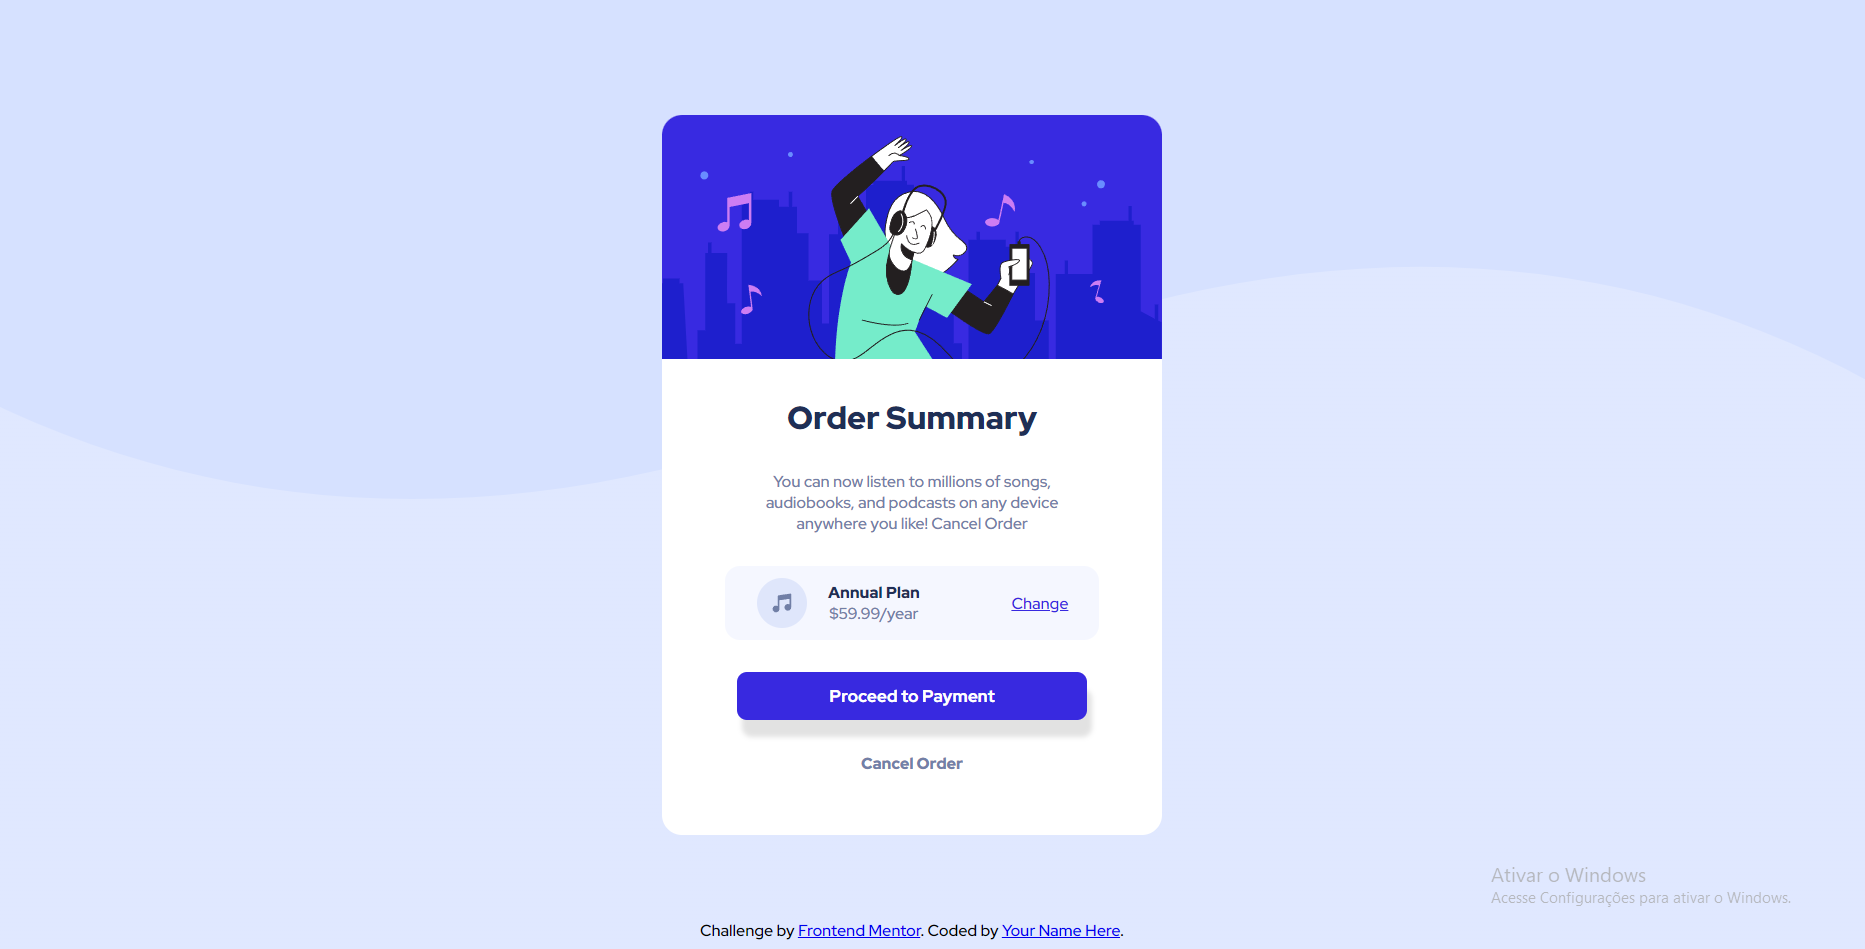 Order Summary
You can now listen to millions of songs,
audiobooks, and podcasts on any device
anywhere you like! Cancel Order
Annual Plan
$59.99/year
Change
Proceed to Payment
Cancel Order
Ativar o Windows
Acesse Configurações para ativar o Windows.
Challenge by Frontend Mentor. Coded by Your Name Here.